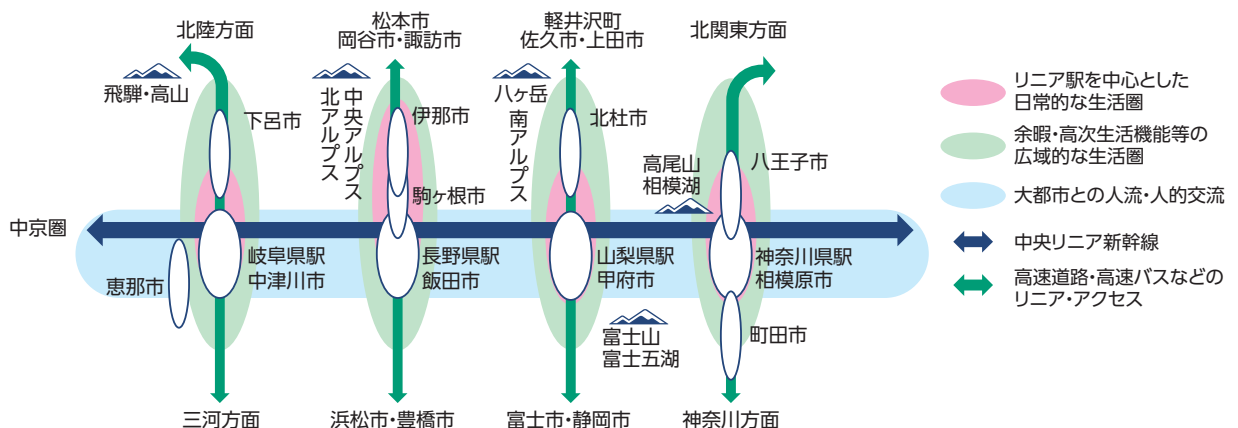 北陸方面
松本市
岡谷市・諏訪市
軽井沢町
佐久市・上田市
北関東方面
飛騨・高山
下呂市
中央アルプス
北アルプス
伊那市
駒ヶ根市
八ヶ岳
南アルプス
北杜市
高尾山
相模湖
八王子市
中京圏
恵那市
岐阜県駅
中津川市
長野県駅
飯田市
山梨県駅
甲府市
神奈川県駅
相模原市
富士山
富士五湖
町田市
三河方面
浜松市・豊橋市
富士市・静岡市
神奈川方面
リニア駅を中心とした
日常的な生活圏
余暇・高次生活機能等の
広域的な生活圏
大都市との人流・人的交流
中央リニア新幹線
高速道路・高速バスなどの
リニア・アクセス